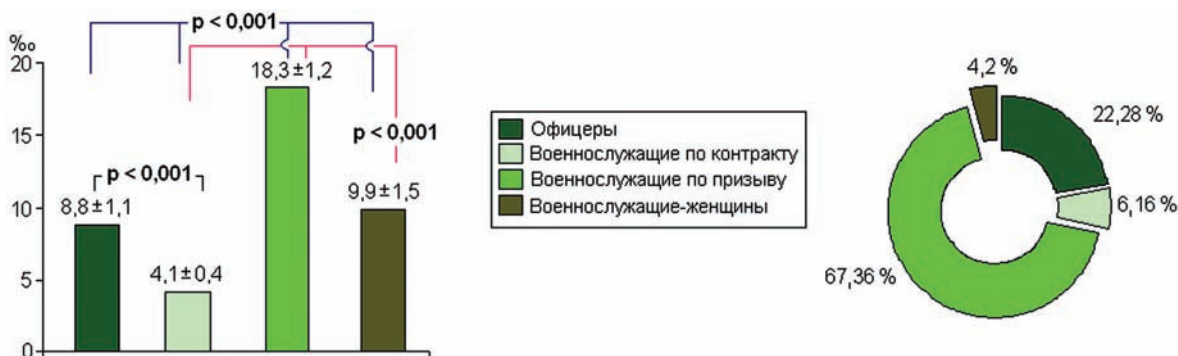 p < 0,001
‰
20
18,3±1,2
15
p < 0,001
p < 0,001
10
8,8±1,1
9,9±1,5
5
4,1±0,4
0
Офицеры
Военнослужащие по контракту
Военнослужащие по призыву
Военнослужащие-женщины
4,2 %
22,28 %
6,16 %
67,36 %